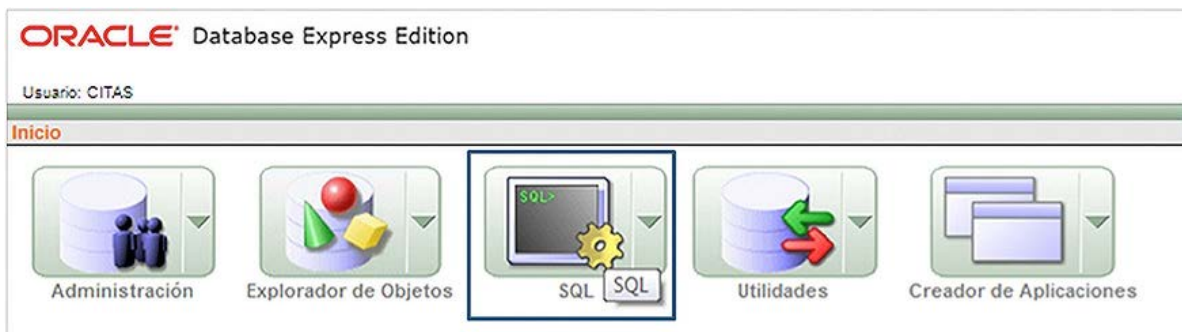 ORACLE® Database Express Edition
Usuario: CITAS
Inicio
SQL>
SQL
Administración Explorador de Objetos SQL Utilidades Creador de Aplicaciones